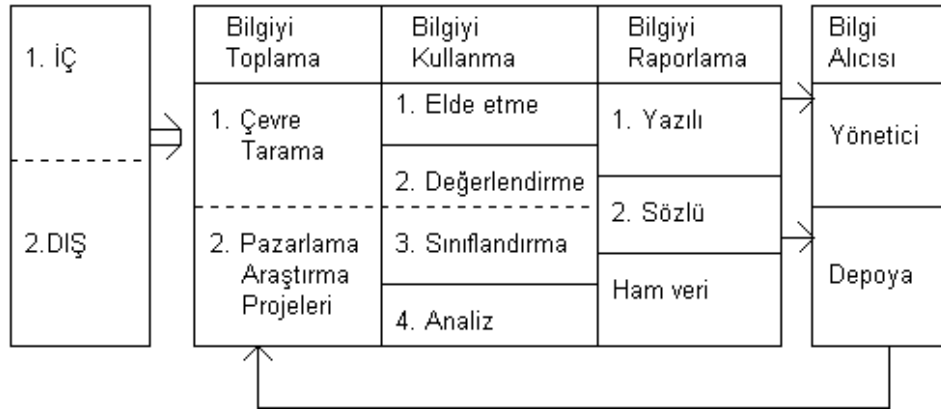 1. İÇ
2.DIŞ
Bilgiyi
Toplama
1. Çevre
Tarama
2. Pazarlama
Araştırma
Projeleri
Bilgiyi
Kullanma
1. Elde etme
2. Değerlendirme
3. Sınıflandırma
4. Analiz
Bilgiyi
Raporlama
1. Yazılı
2. Sözlü
Ham veri
Bilgi
Alıcısı
Yönetici
Depoya